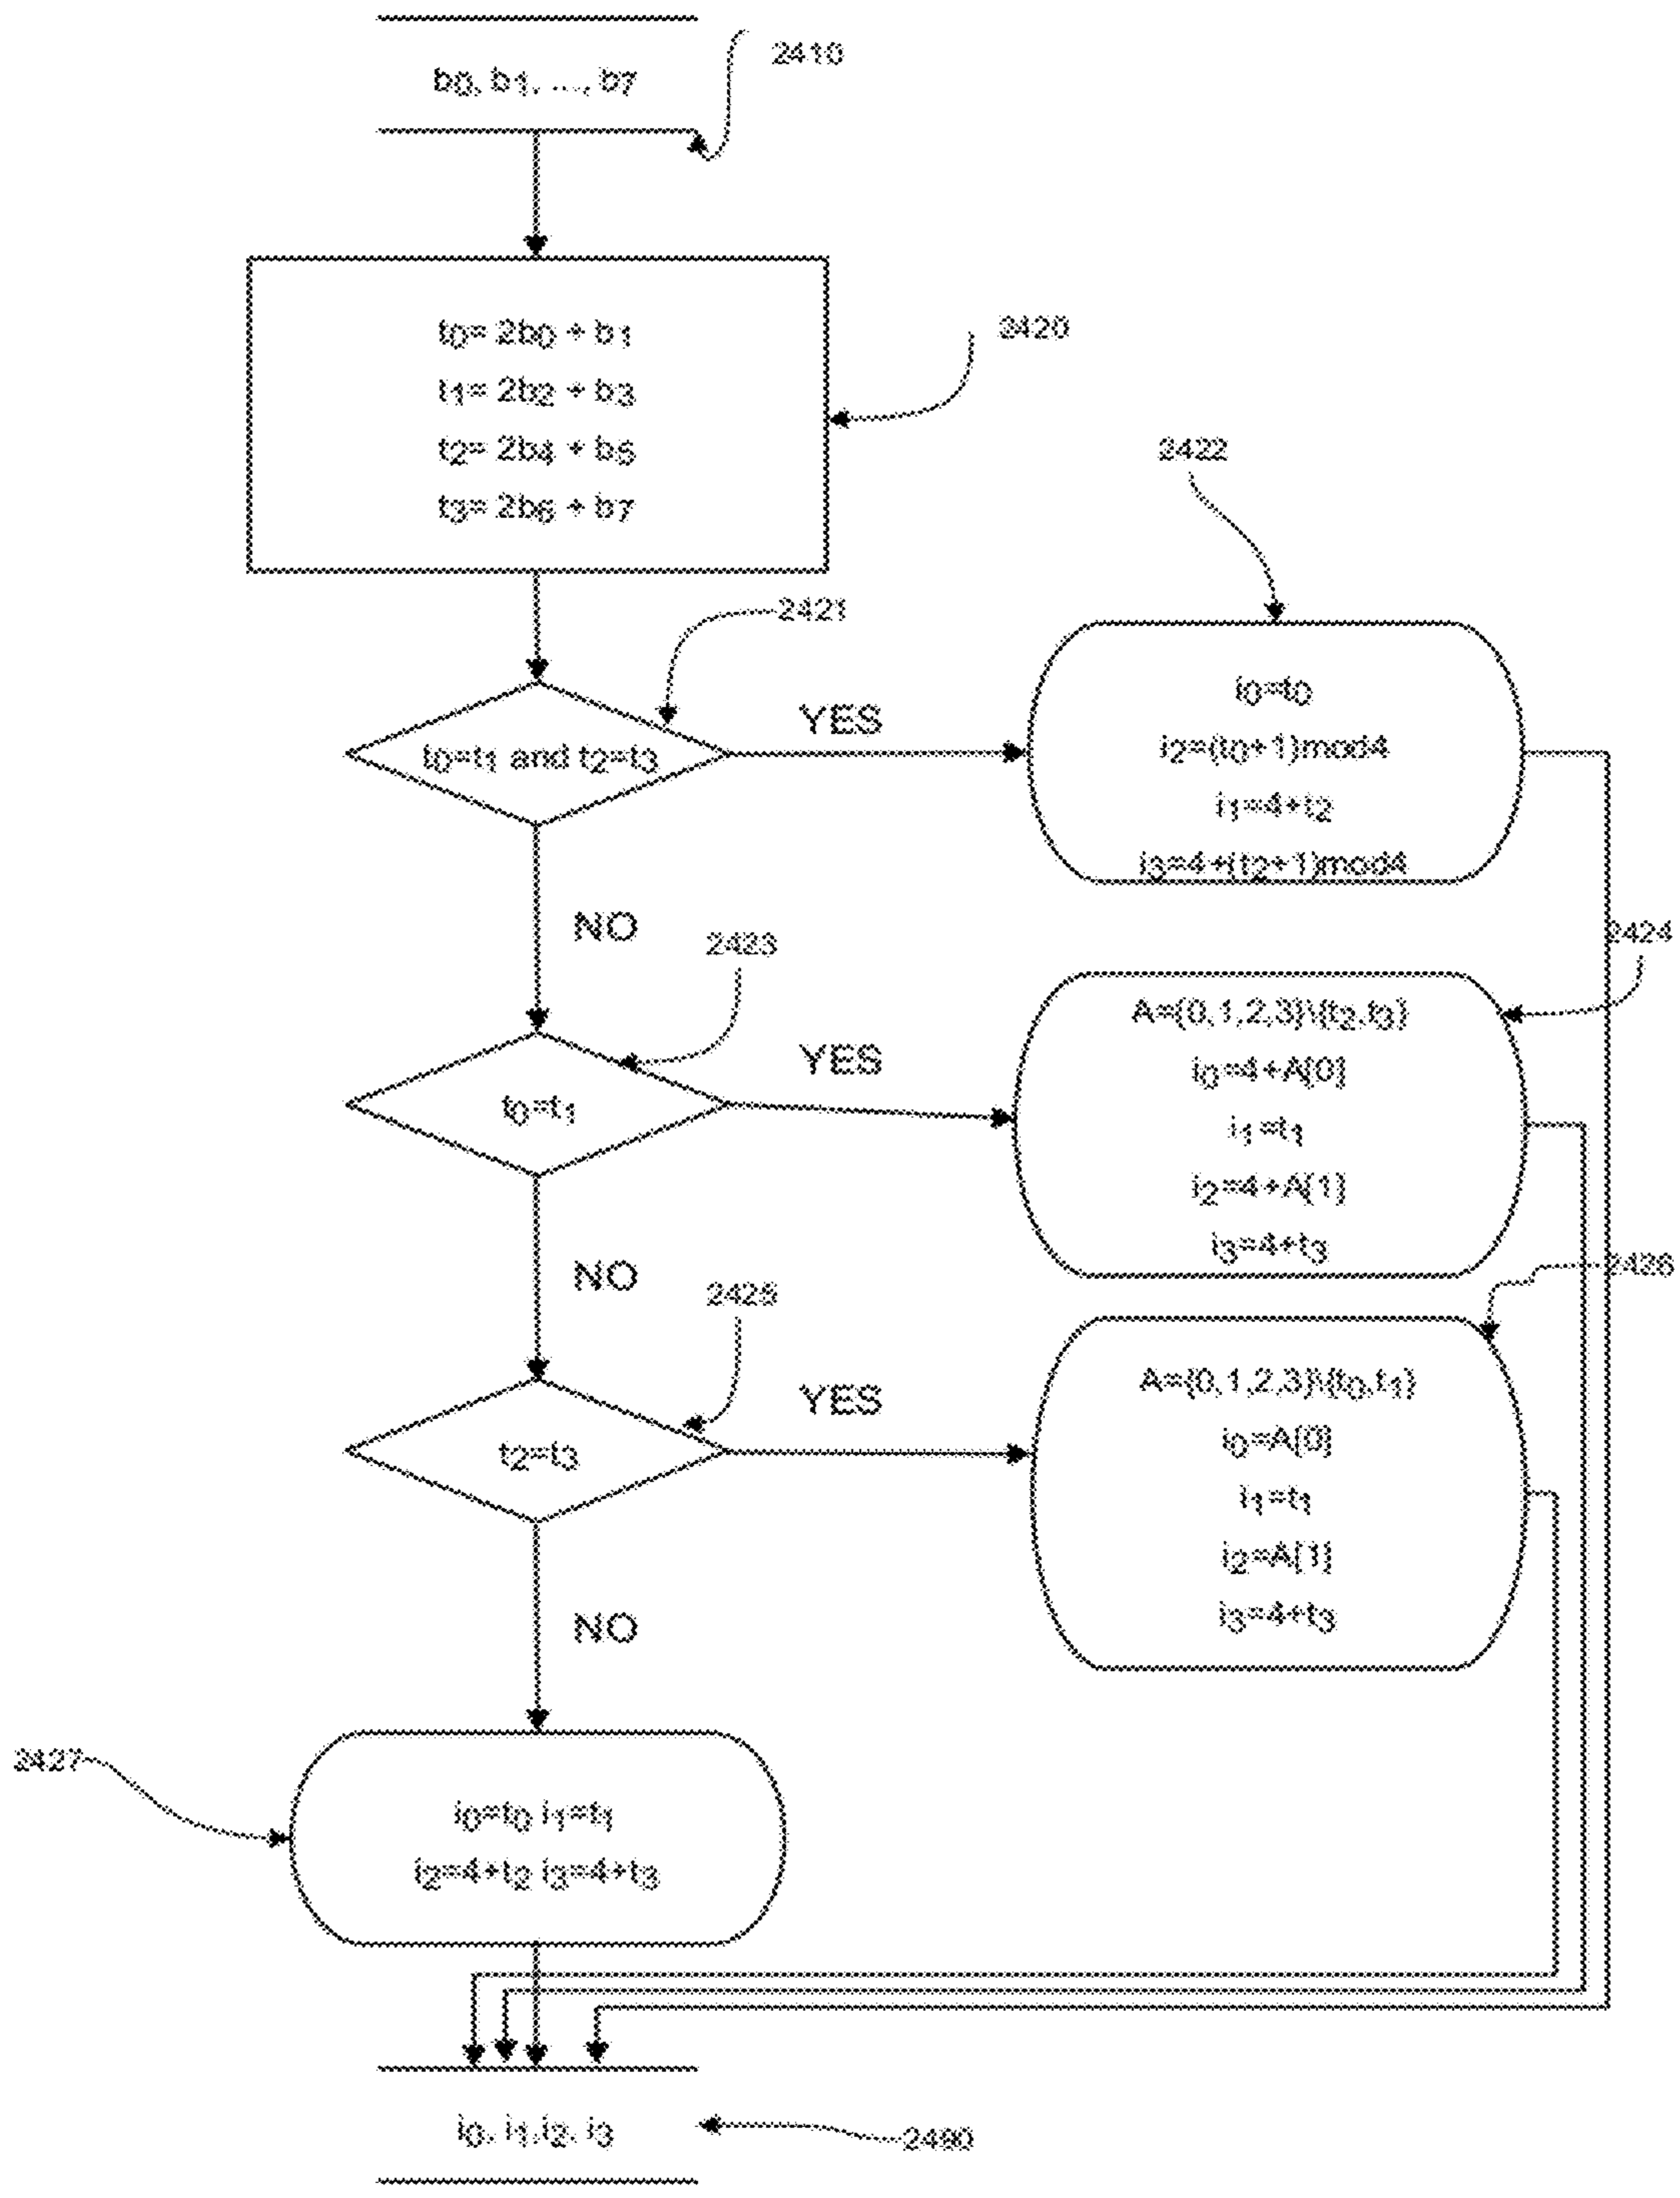 2410
b0, b1, ..., b7
2420
t0= 2b0 + b1
t1= 2b2 + b3
t2= 2b4 + b5
t3= 2b6 + b7
2422
2421
t0=t1 and t2=t3
YES
i0=t0
i2=(t0+1)mod4
i1=4+t2
i3=4+(t2+1)mod4
NO
2423
2424
t0=t1
YES
A={0,1,2,3}\{t2,t3}
i0=4+A[0]
i1=t1
i2=4+A[1]
i3=4+t3
NO
2425
2426
t2=t3
YES
A={0,1,2,3}\{t0,t1}
i0=A[0]
i1=t1
i2=A[1]
i3=4+t3
NO
2427
i0=t0 i1=t1
i2=4+t2 i3=4+t3
i0, i1,i2, i3
2490